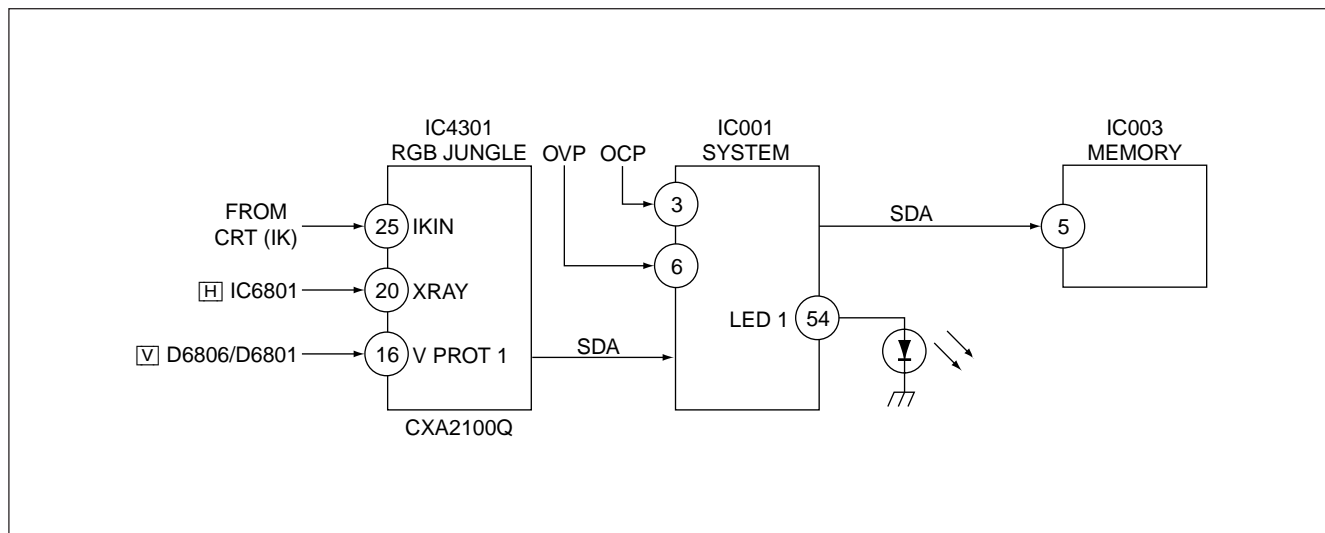 IC4301
RGB JUNGLE
OVP OCP
IC001
SYSTEM
IC003
MEMORY
FROM
CRT (IK)
25 IKIN
H IC6801
20 XRAY
V D6806/D6801
16 V PROT 1
SDA
CXA2100Q
3
6
LED 1 54
SDA
5